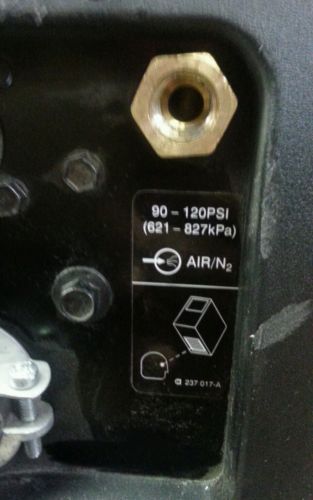 90 – 120PSI
(621 – 827kPa)
AIR/N₂
237 017-A